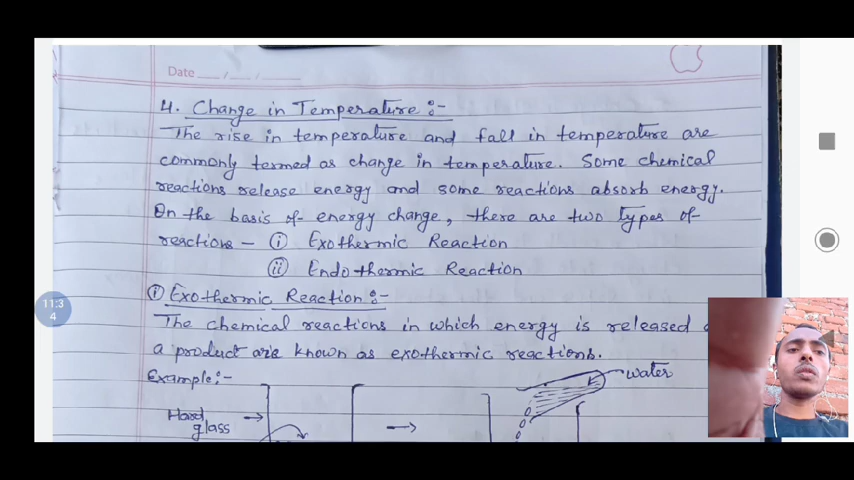 Date __/__/____
4. Change in Temperature :-
The rise in temperature and fall in temperature are
commonly termed as change in temperature. Some chemical
reactions release energy and some reactions absorb energy.
On the basis of energy change, there are two types of
reactions - (i) Exothermic Reaction
(ii) Endothermic Reaction
(i) Exothermic Reaction :-
The chemical reactions in which energy is released
a product are known as exothermic reactions.
Example :-
water
Hard
glass
11:3
4